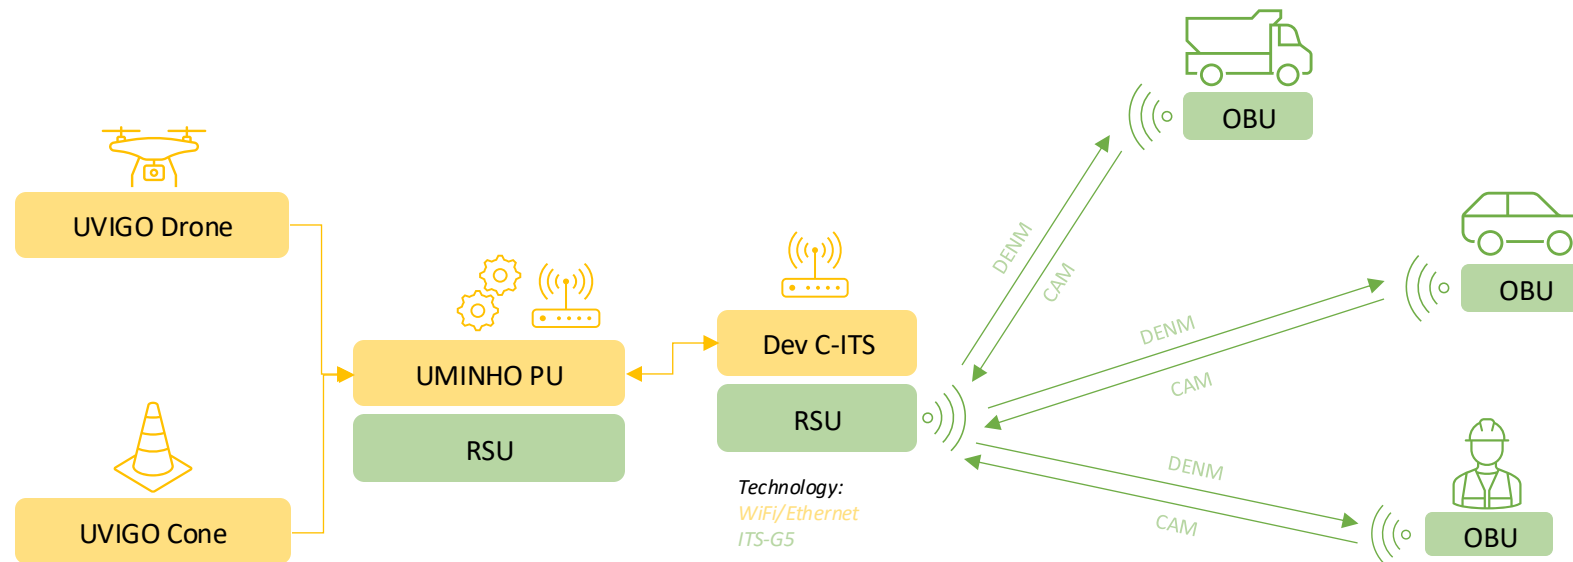 OBU
UVIGO Drone
DENM
CAM
OBU
UMINHO PU
RSU
Dev C-ITS
RSU
DENM
CAM
Technology:
WiFi/Ethernet
ITS-G5
DENM
CAM
UVIGO Cone
OBU